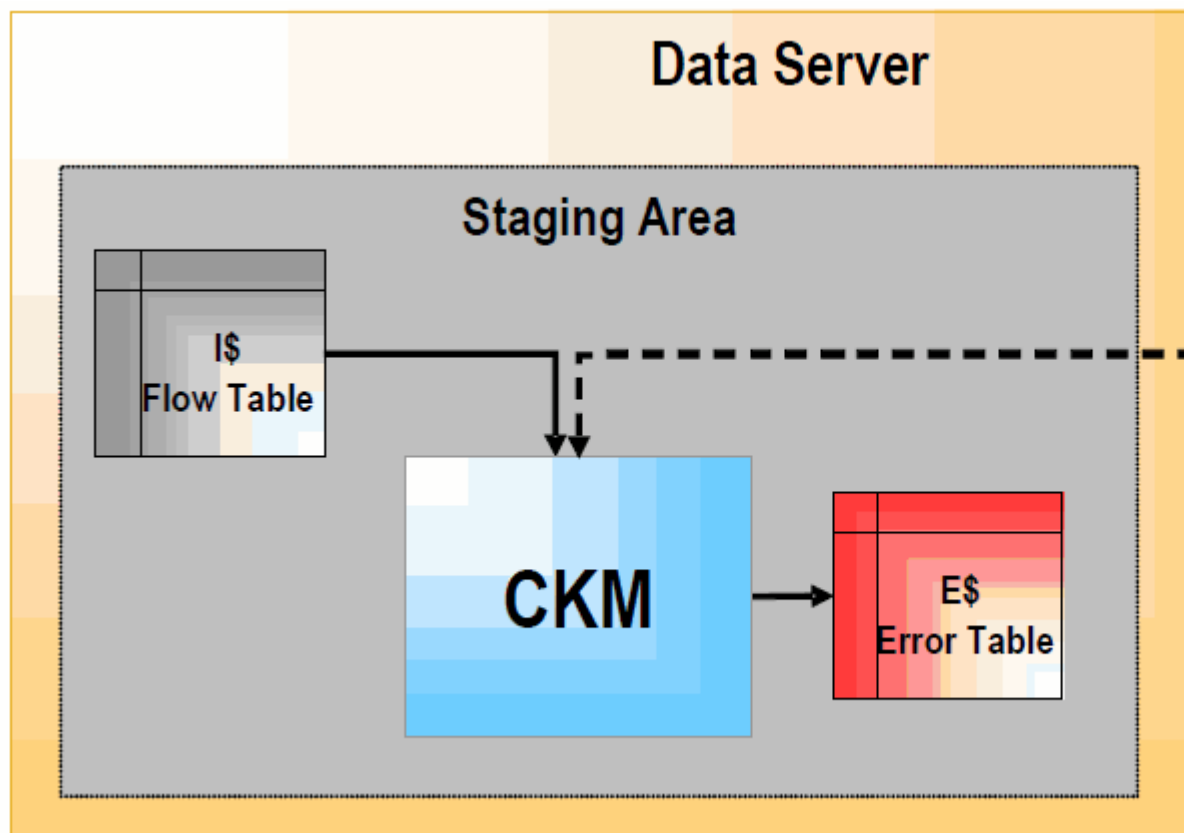 Data Server
Staging Area
I$
Flow Table
CKM
E$
Error Table